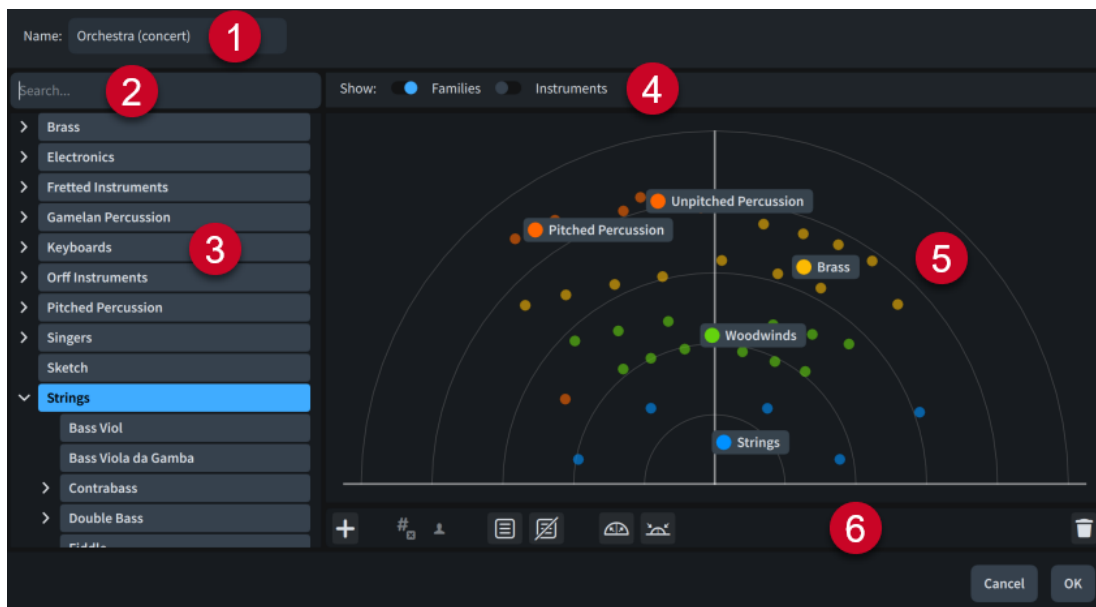 Name: Orchestra (concert) 1
Search... 2
Show: Families Instruments 4
Brass
Electronics
Fretted Instruments
Gamelan Percussion
Keyboards
3
Orff Instruments
Pitched Percussion
Singers
Sketch
Strings
Bass Viol
Bass Viola da Gamba
Contrabass
Double Bass
Fiddle
Unpitched Percussion
Pitched Percussion
Brass
5
Woodwinds
Strings
#
6
Cancel OK